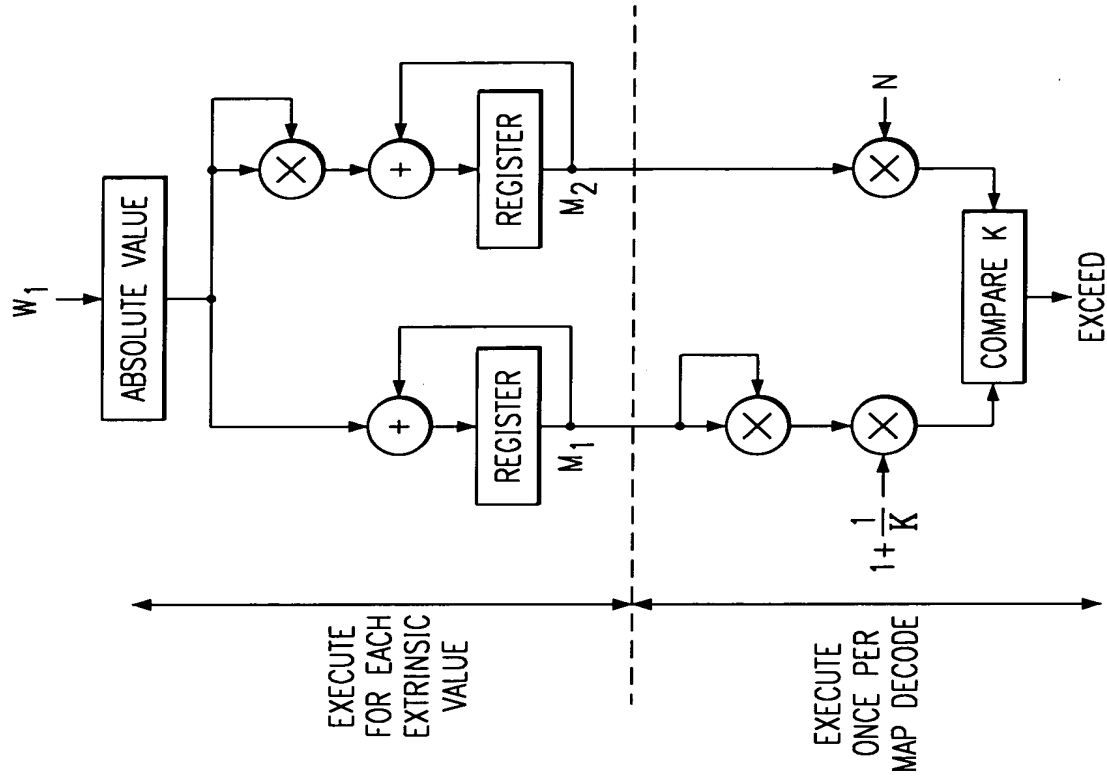 W1
ABSOLUTE VALUE
×
+
+
REGISTER
REGISTER
M1
M2
EXECUTE
FOR EACH
EXTRINSIC
VALUE
×
1+1/K
×
×
N
COMPARE K
EXCEED
EXECUTE
ONCE PER
MAP DECODE